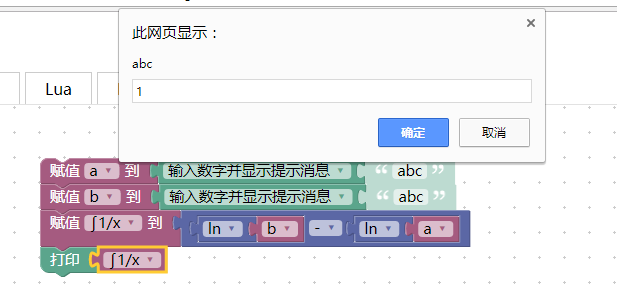 此网页显示：
abc
1
确定 取消
Lua
赋值 a 到 输入数字并显示提示消息 “ abc ”
赋值 b 到 输入数字并显示提示消息 “ abc ”
赋值 ∫1/x 到 ln b - ln a
打印 ∫1/x